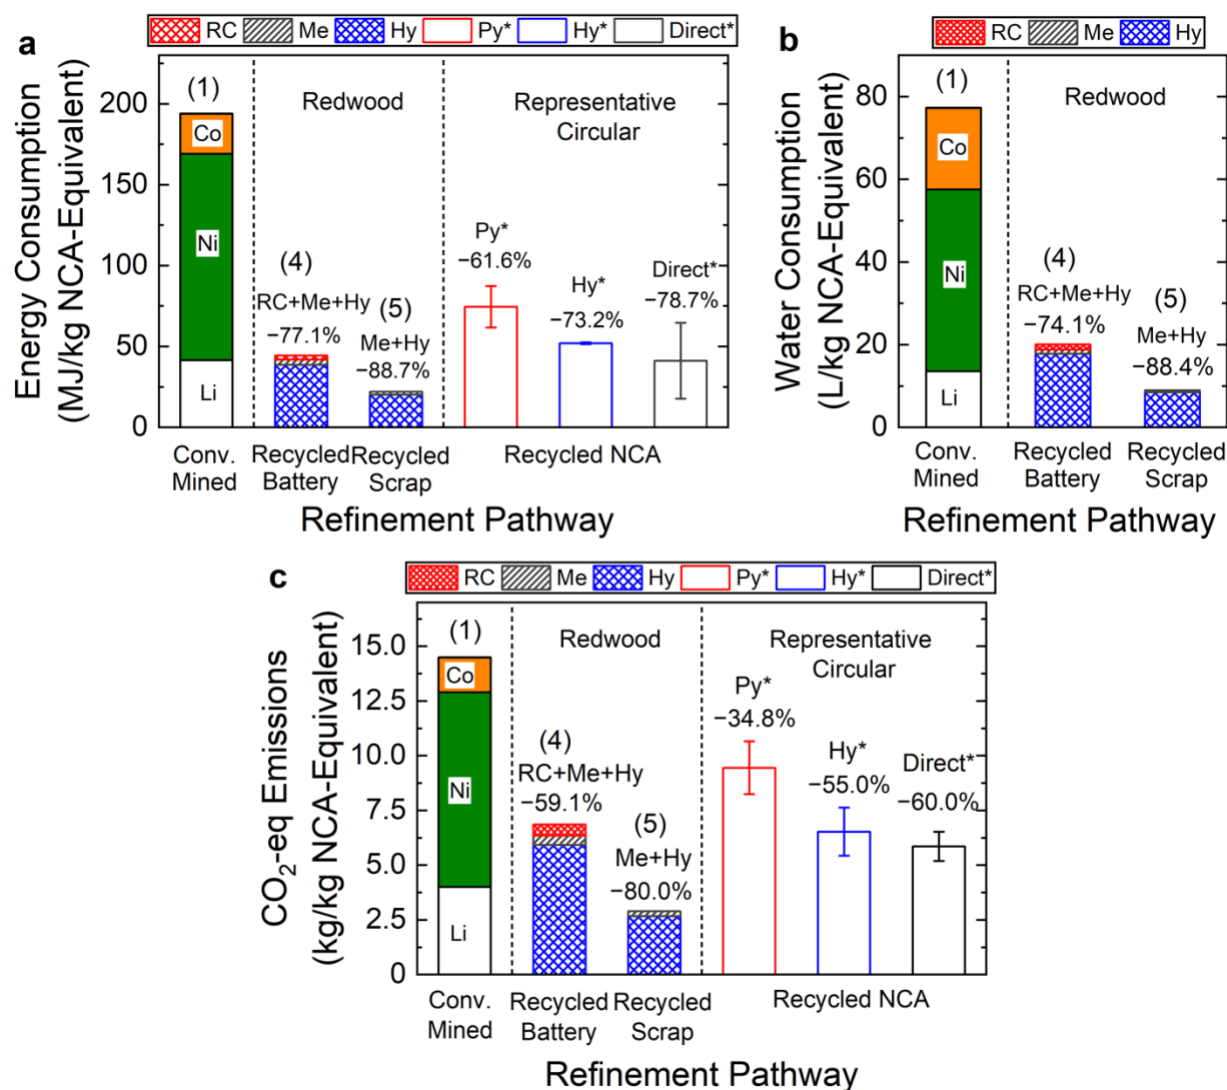 a
RC Me Hy Py* Hy* Direct*
Energy Consumption
(MJ/kg NCA-Equivalent)
200
150
100
50
0
(1)
Co
Ni
Li
Redwood
(4)
RC+Me+Hy
−77.1%
(5)
Me+Hy
−88.7%
Representative
Circular
Py*
−61.6%
Hy*
−73.2%
Direct*
−78.7%
Conv.
Mined
Recycled
Battery
Recycled
Scrap
Recycled NCA
Refinement Pathway
b
RC Me Hy
Water Consumption
(L/kg NCA-Equivalent)
80
60
40
20
0
(1)
Co
Ni
Li
Redwood
(4)
RC+Me+Hy
−74.1%
(5)
Me+Hy
−88.4%
Conv.
Mined
Recycled
Battery
Recycled
Scrap
Refinement Pathway
c
RC Me Hy Py* Hy* Direct*
CO₂-eq Emissions
(kg/kg NCA-Equivalent)
15.0
12.5
10.0
7.5
5.0
2.5
0
(1)
Co
Ni
Li
Redwood
(4)
RC+Me+Hy
−59.1%
(5)
Me+Hy
−80.0%
Representative
Circular
Py*
−34.8%
Hy*
−55.0%
Direct*
−60.0%
Conv.
Mined
Recycled
Battery
Recycled
Scrap
Recycled NCA
Refinement Pathway